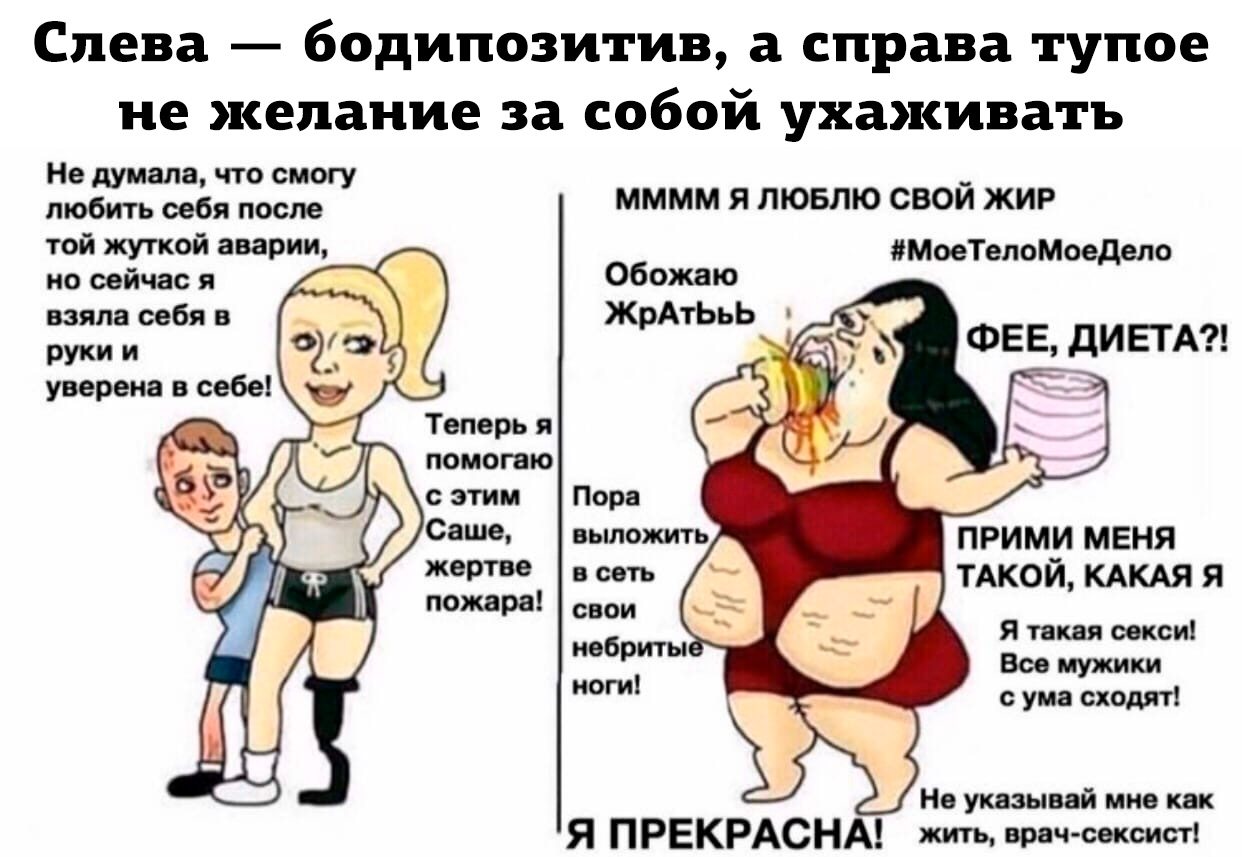 Слева — бодипозитив, а справа тупое
не желание за собой ухаживать
Не думала, что смогу
любить себя после
той жуткой аварии,
но сейчас я
взяла себя в
руки и
уверена в себе!
Теперь я
помогаю
с этим
Саше,
жертве
пожара!
МММM Я ЛЮБЛЮ СВОЙ ЖИР
#МоеТелоМоеДело
Обожаю
ЖрАтЬьЬ
ФЕЕ, ДИЕТА?!
Пора
выложить
в сеть
свои
небритые
ноги!
ПРИМИ МЕНЯ
ТАКОЙ, КАКАЯ Я
Я такая секси!
Все мужики
с ума сходят!
Я ПРЕКРАСНА!
Не указывай мне как
жить, врач-сексист!